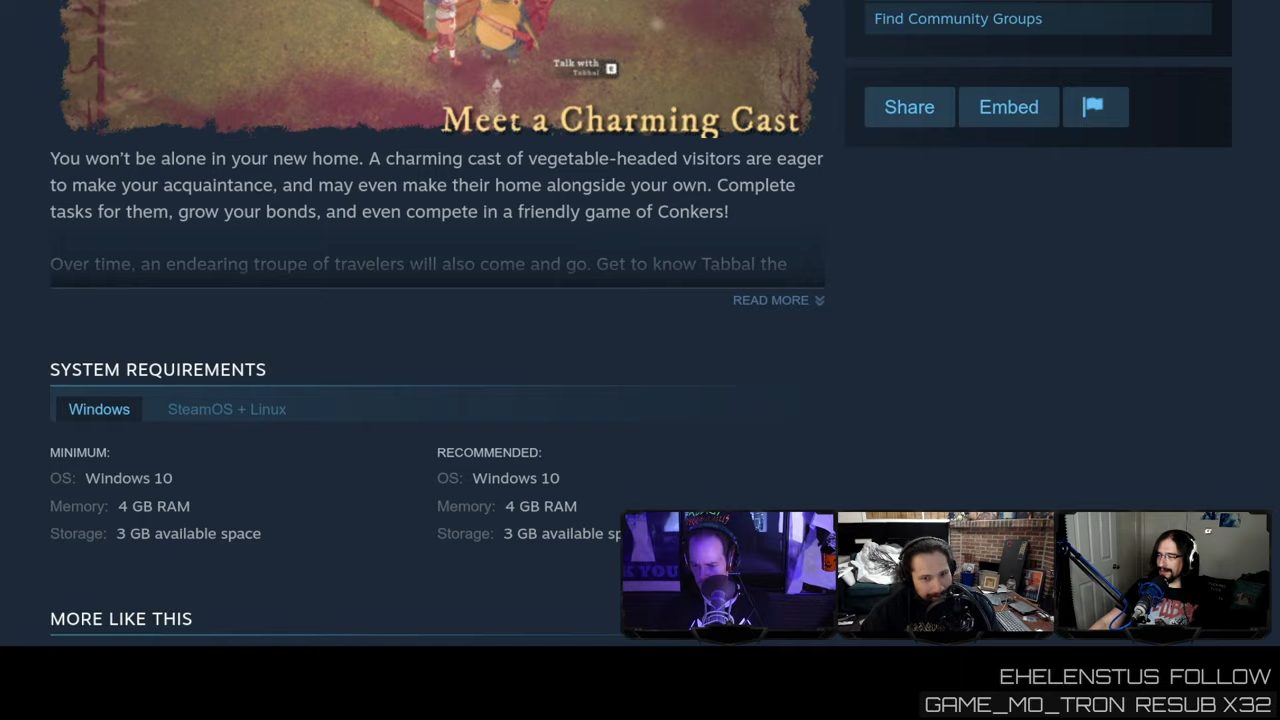 Find Community Groups
Talk with
Tabbal
E
Meet a Charming Cast
Share
Embed
You won't be alone in your new home. A charming cast of vegetable-headed visitors are eager
to make your acquaintance, and may even make their home alongside your own. Complete
tasks for them, grow your bonds, and even compete in a friendly game of Conkers!
Over time, an endearing troupe of travelers will also come and go. Get to know Tabbal the
READ MORE
SYSTEM REQUIREMENTS
Windows
SteamOS + Linux
MINIMUM:
OS: Windows 10
Memory: 4 GB RAM
Storage: 3 GB available space
RECOMMENDED:
OS: Windows 10
Memory: 4 GB RAM
Storage: 3 GB available sp
MORE LIKE THIS
EHELENSTUS FOLLOW
GAME_MO_TRON RESUB X32